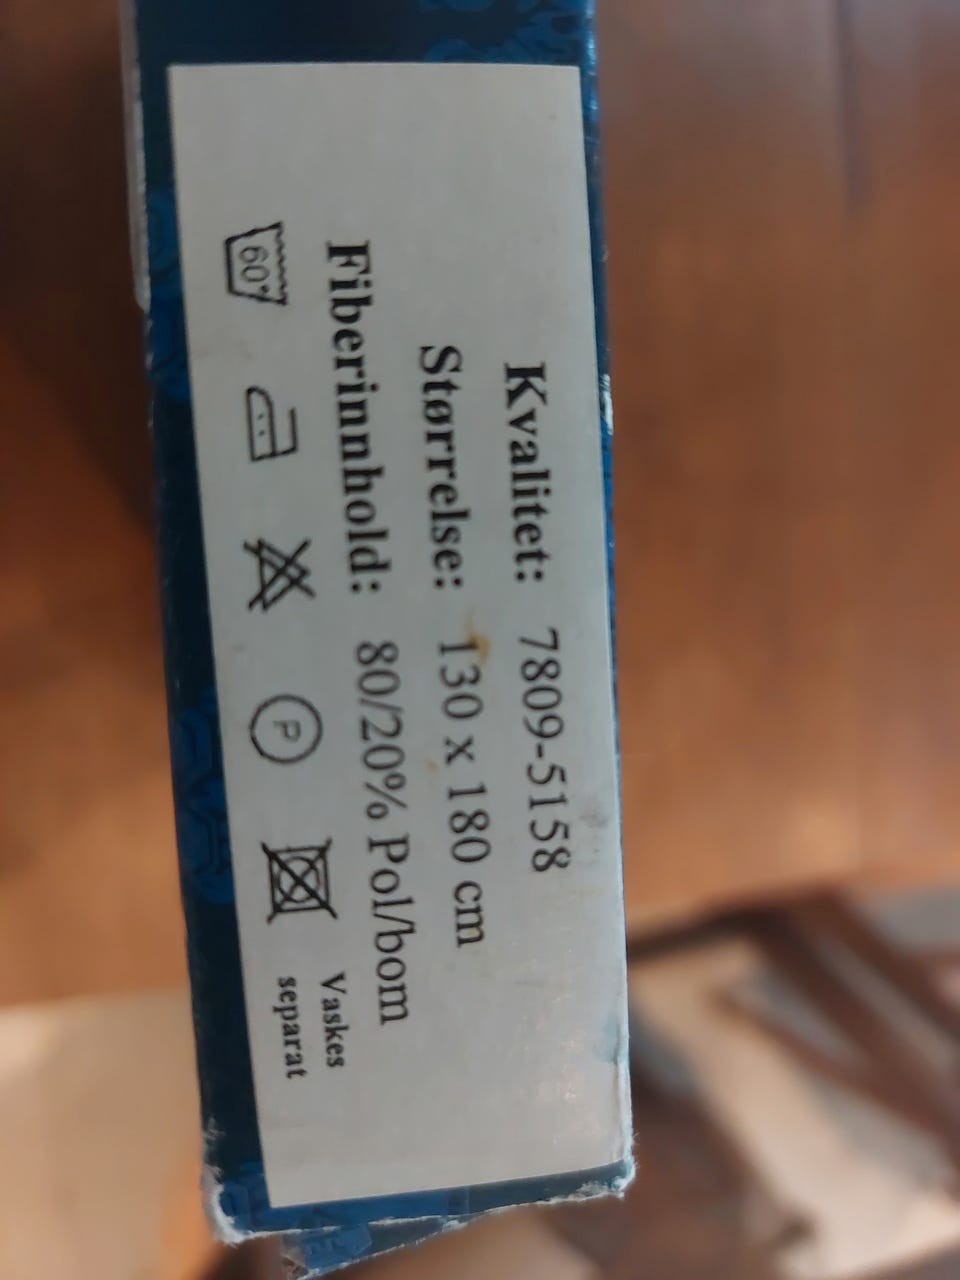 Kvalitet: 7809-5158
Størrelse: 130 x 180 cm
Fiberinnhold: 80/20% Pol/bom
60° P Vaskes
separat